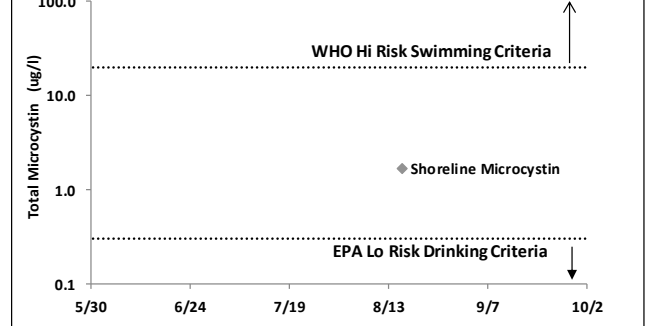 100.0
WHO Hi Risk Swimming Criteria
10.0
Total Microcystin (ug/l)
Shoreline Microcystin
1.0
EPA Lo Risk Drinking Criteria
0.1
5/30 6/24 7/19 8/13 9/7 10/2